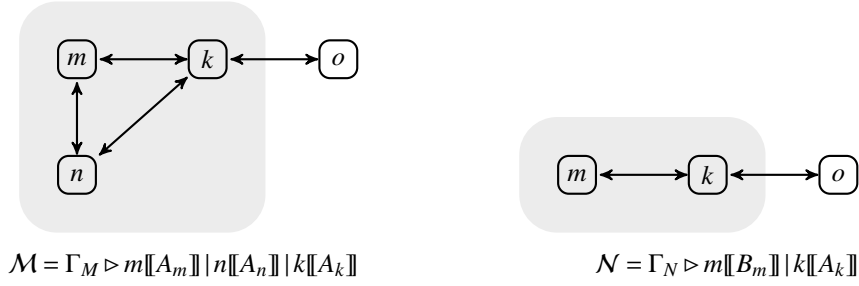 m k o
n
m k o
ℳ = Γ_M ▷ m⟦A_m⟧ | n⟦A_n⟧ | k⟦A_k⟧
𝒩 = Γ_N ▷ m⟦B_m⟧ | k⟦A_k⟧